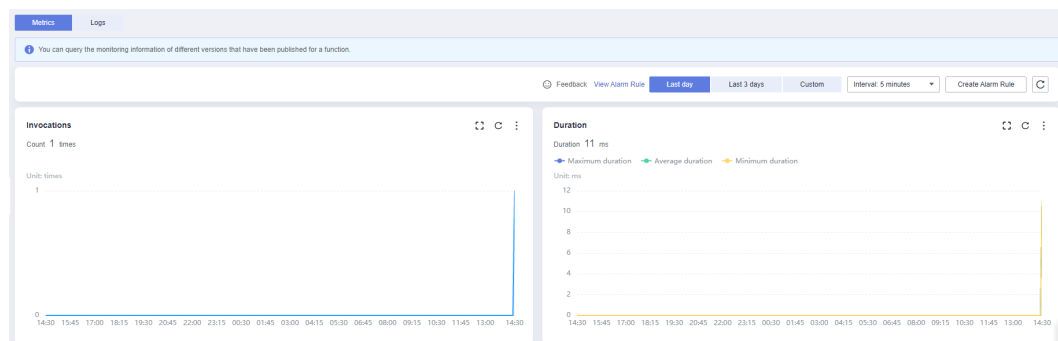 Metrics Logs
You can query the monitoring information of different versions that have been published for a function.
Feedback View Alarm Rule Last day Last 3 days Custom Interval: 5 minutes Create Alarm Rule
Invocations
Count 1 times
Unit: times
1
0
14:30 15:45 17:00 18:15 19:30 20:45 22:00 23:15 00:30 01:45 03:00 04:15 05:30 06:45 08:00 09:15 10:30 11:45 13:00 14:30
Duration
Duration 11 ms
Maximum duration Average duration Minimum duration
Unit: ms
12
10
8
6
4
2
0
14:30 15:45 17:00 18:15 19:30 20:45 22:00 23:15 00:30 01:45 03:00 04:15 05:30 06:45 08:00 09:15 10:30 11:45 13:00 14:30